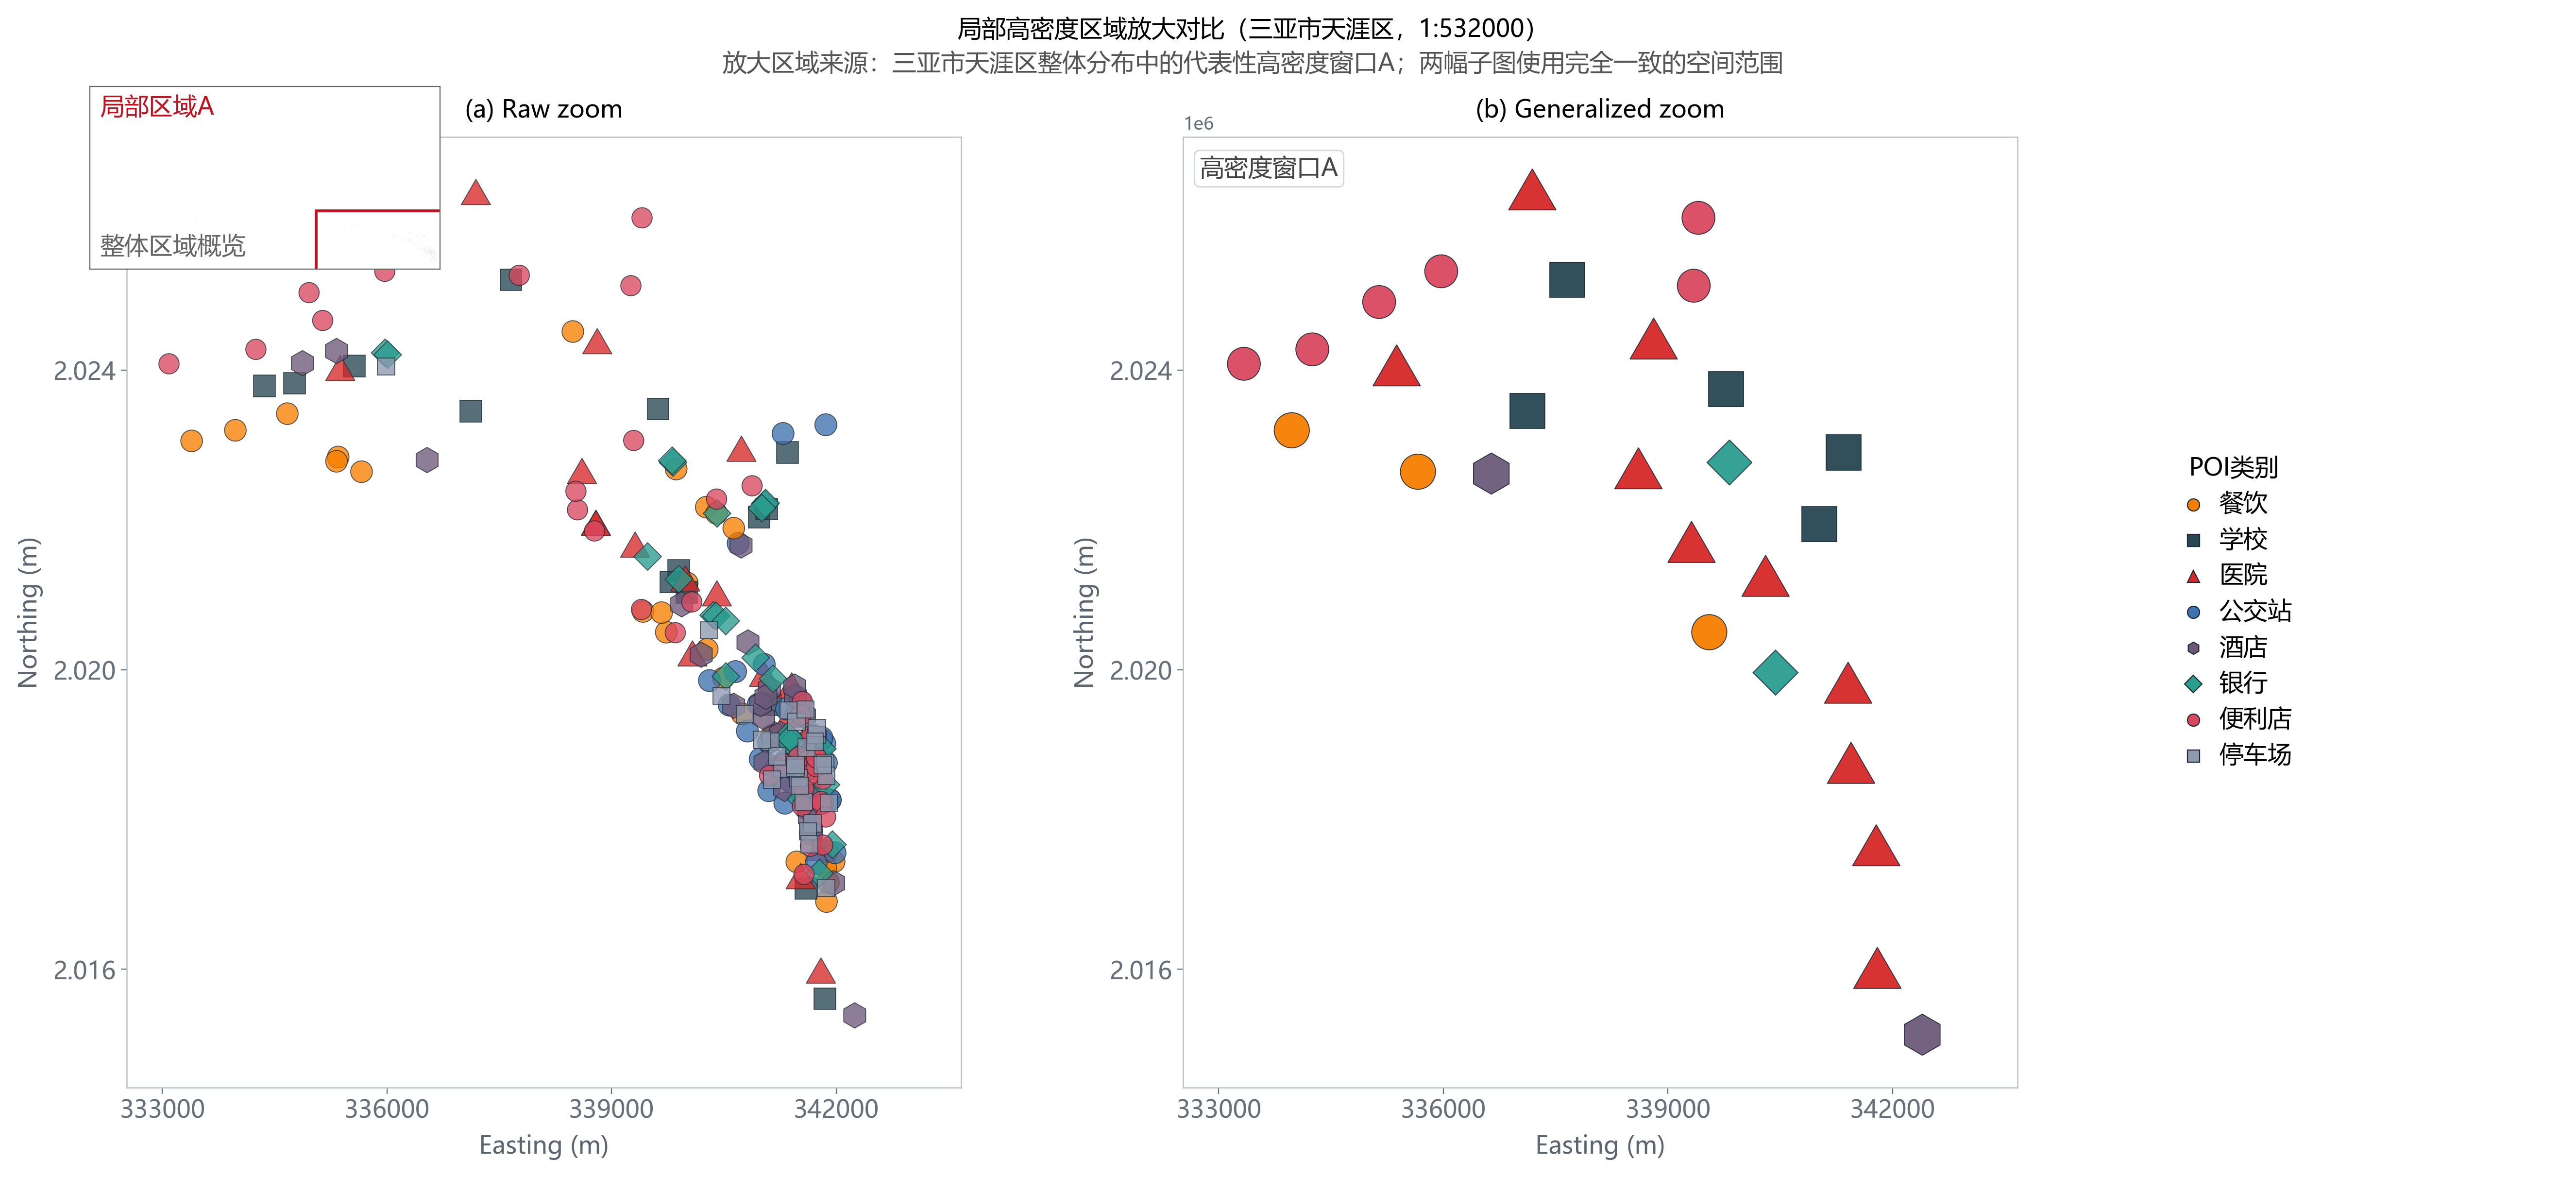 局部高密度区域放大对比（三亚市天涯区，1:532000）
放大区域来源：三亚市天涯区整体分布中的代表性高密度窗口A；两幅子图使用完全一致的空间范围
局部区域A
整体区域概览
(a) Raw zoom
2.024
2.020
2.016
Northing (m)
333000 336000 339000 342000
Easting (m)
(b) Generalized zoom
1e6
高密度窗口A
2.024
2.020
2.016
Northing (m)
333000 336000 339000 342000
Easting (m)
POI类别
餐饮
学校
医院
公交站
酒店
银行
便利店
停车场